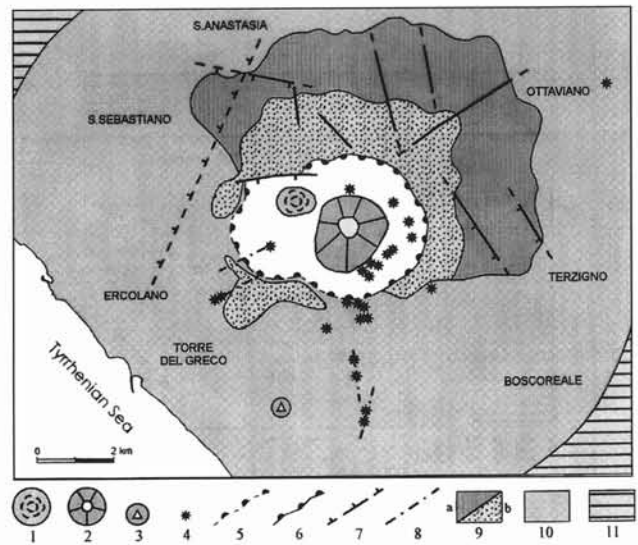 S.ANASTASIA
OTTAVIANO
S.SEBASTIANO
ERCOLANO
TERZIGNO
TORRE
DEL GRECO
BOSCOREALE
Tyrrhenian Sea
0 2 km
a b
1 2 3 4 5 6 7 8 9 10 11